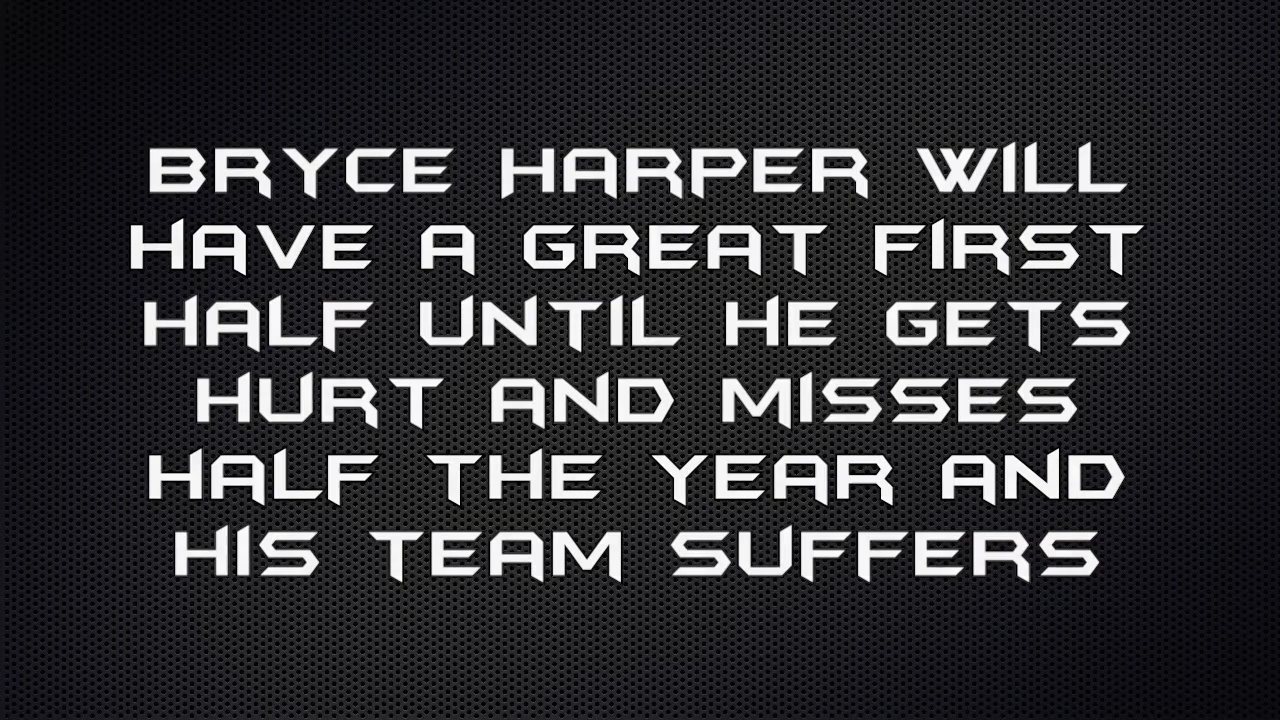 BRYCE HARPER WILL
HAVE A GREAT FIRST
HALF UNTIL HE GETS
HURT AND MISSES
HALF THE YEAR AND
HIS TEAM SUFFERS